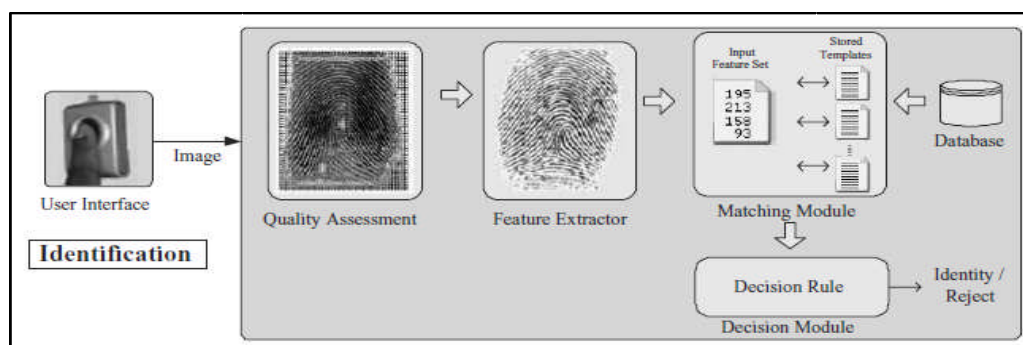 Input
Feature Set
Stored
Templates
195
213
158
93
Image
Database
User Interface
Quality Assessment
Feature Extractor
Matching Module
Identification
Decision Rule
Identity /
Reject
Decision Module